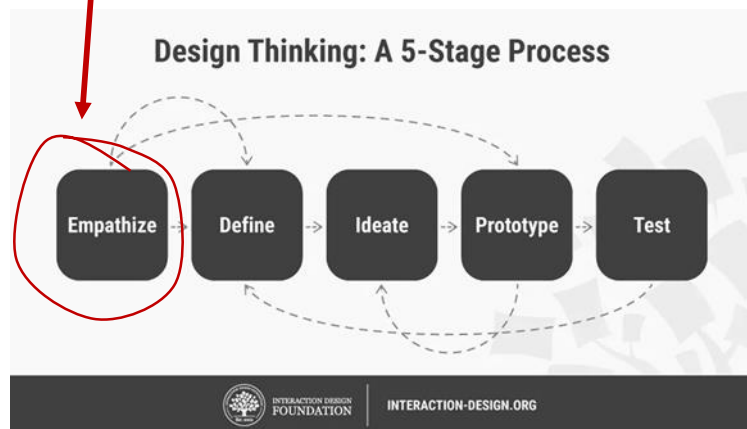 Design Thinking: A 5-Stage Process
Empathize
Define
Ideate
Prototype
Test
INTERACTION DESIGN
FOUNDATION
INTERACTION-DESIGN.ORG